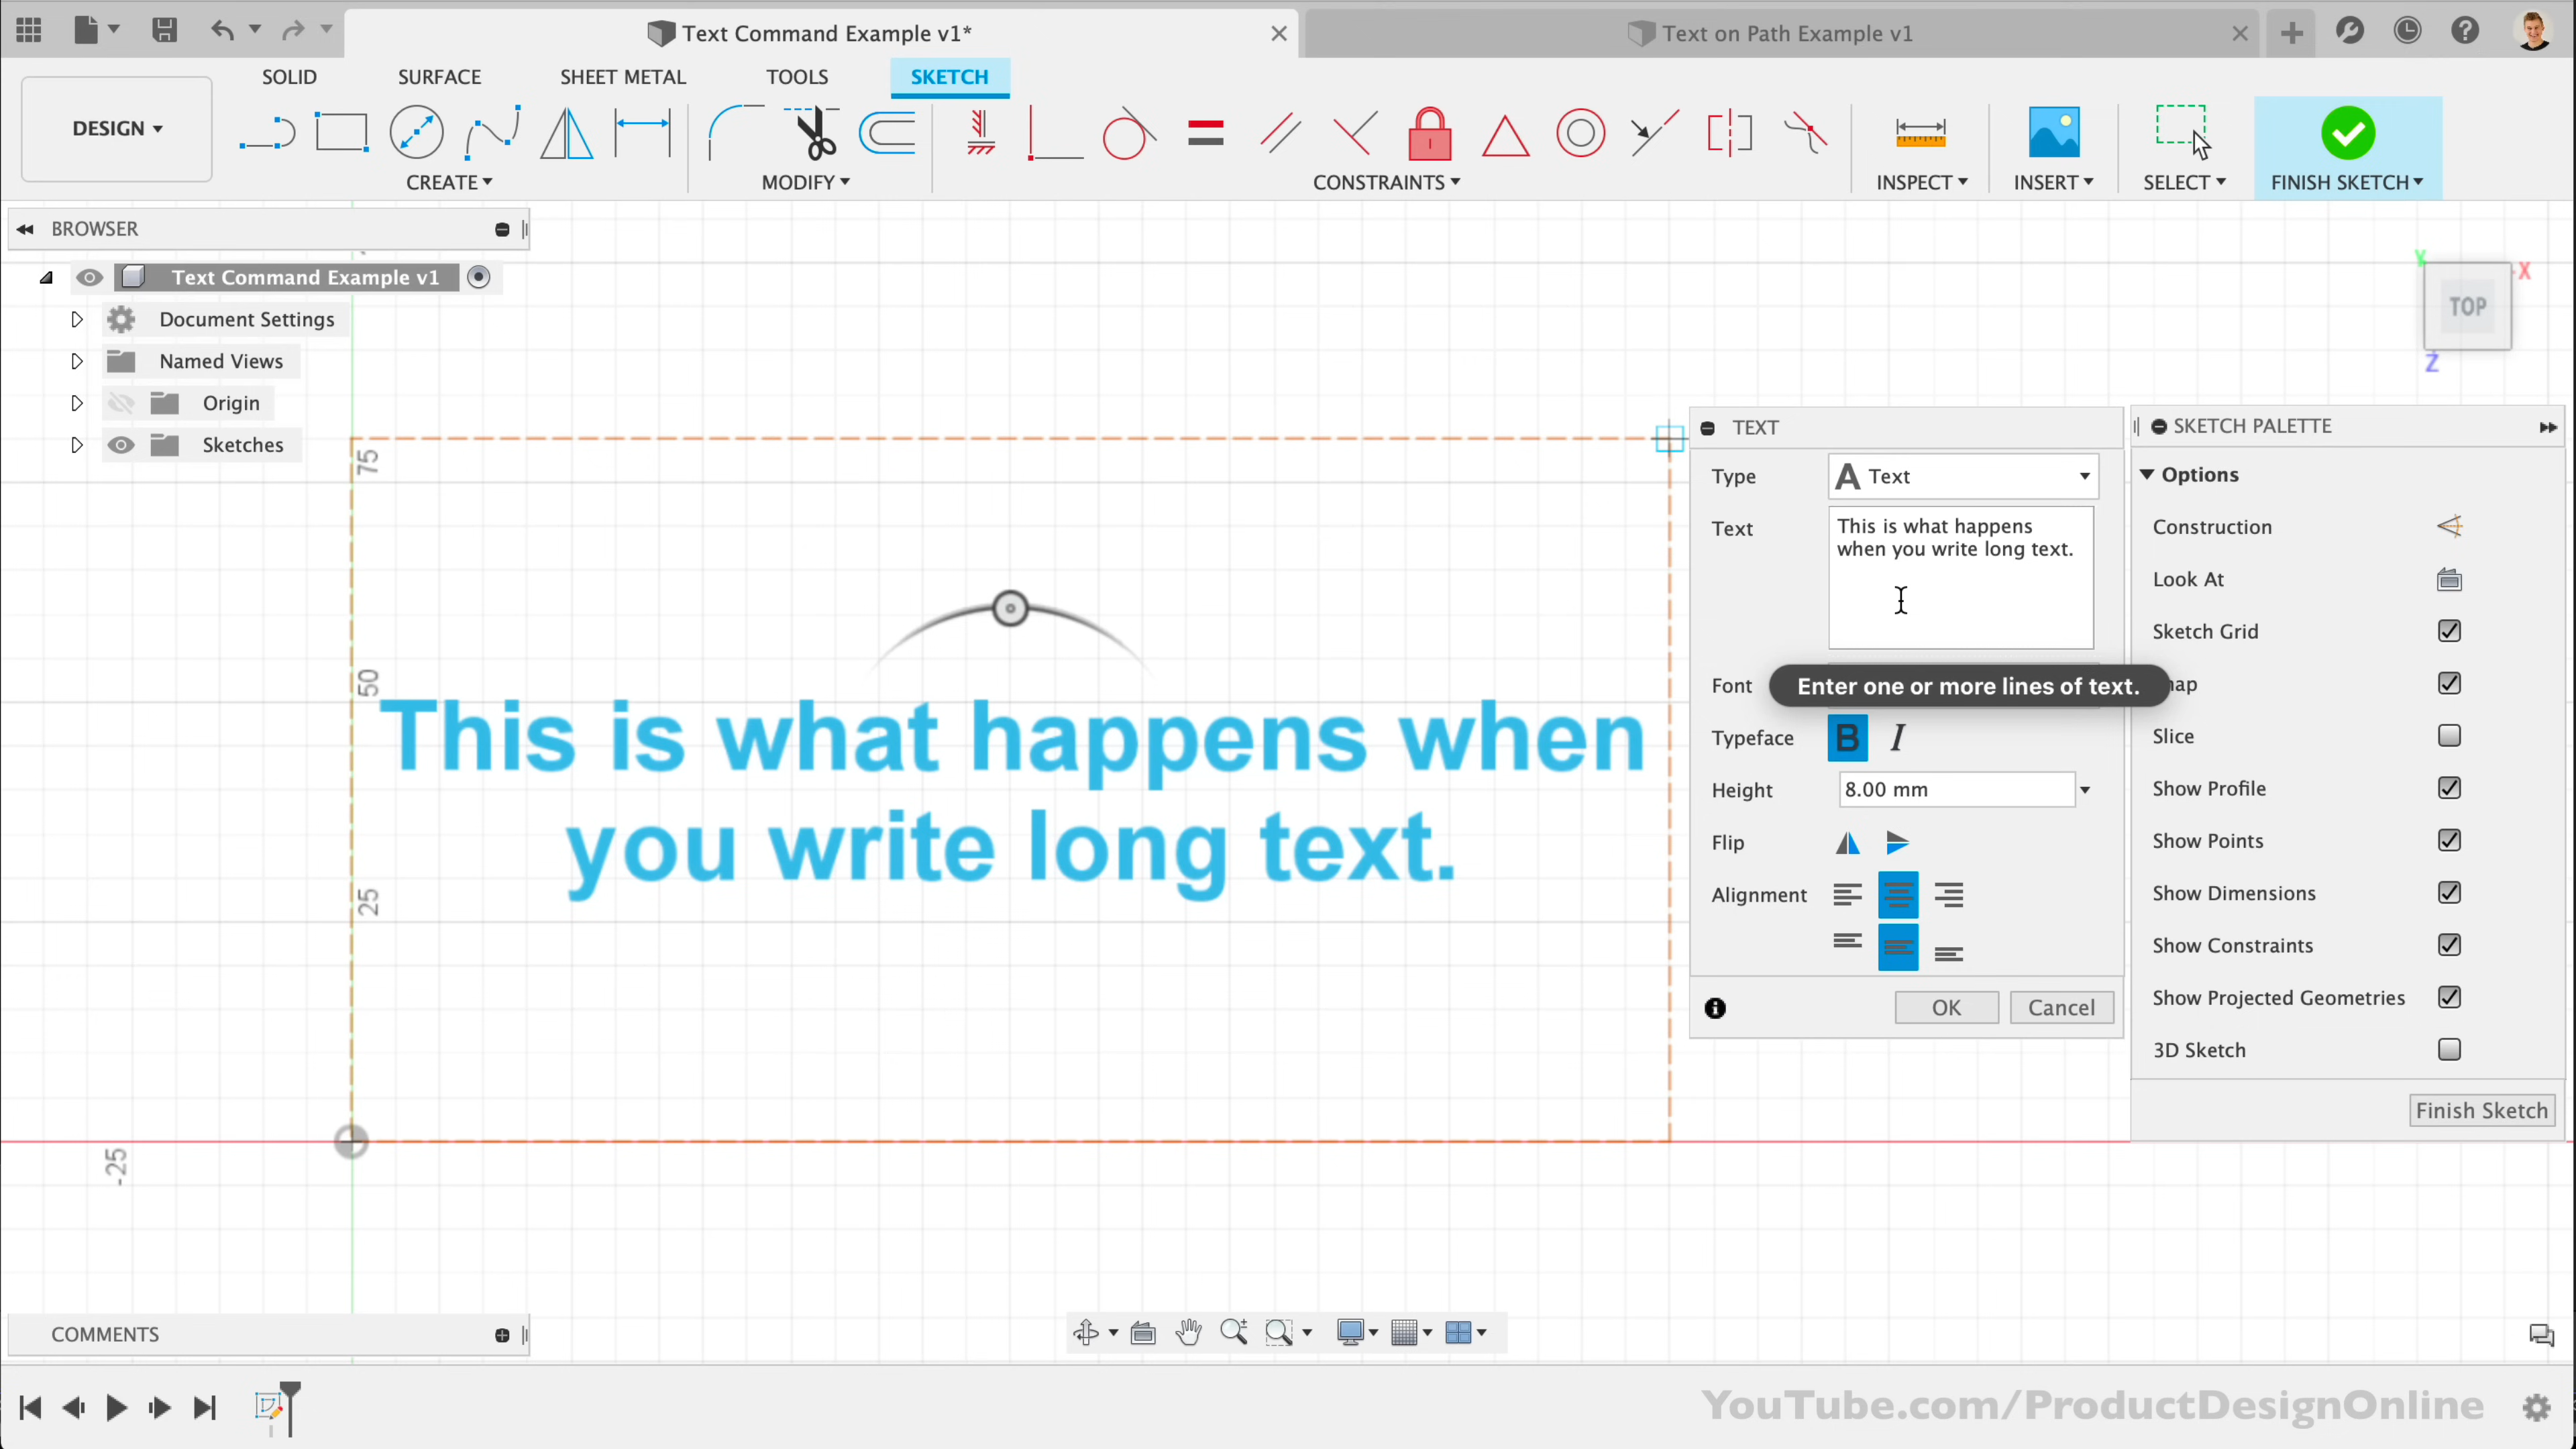 Text Command Example v1*
Text on Path Example v1
SOLID
SURFACE
SHEET METAL
TOOLS
SKETCH
DESIGN
CREATE
MODIFY
CONSTRAINTS
INSPECT
INSERT
SELECT
FINISH SKETCH
BROWSER
Text Command Example v1
Document Settings
Named Views
Origin
Sketches
Y
X
TOP
Z
75
50
25
-25
This is what happens when
you write long text.
TEXT
Type
A Text
Text
This is what happens
when you write long text.
Font
Enter one or more lines of text.
Typeface
B I
Height
8.00 mm
Flip
Alignment
OK
Cancel
SKETCH PALETTE
Options
Construction
Look At
Sketch Grid
ap
Slice
Show Profile
Show Points
Show Dimensions
Show Constraints
Show Projected Geometries
3D Sketch
Finish Sketch
COMMENTS
YouTube.com/ProductDesignOnline